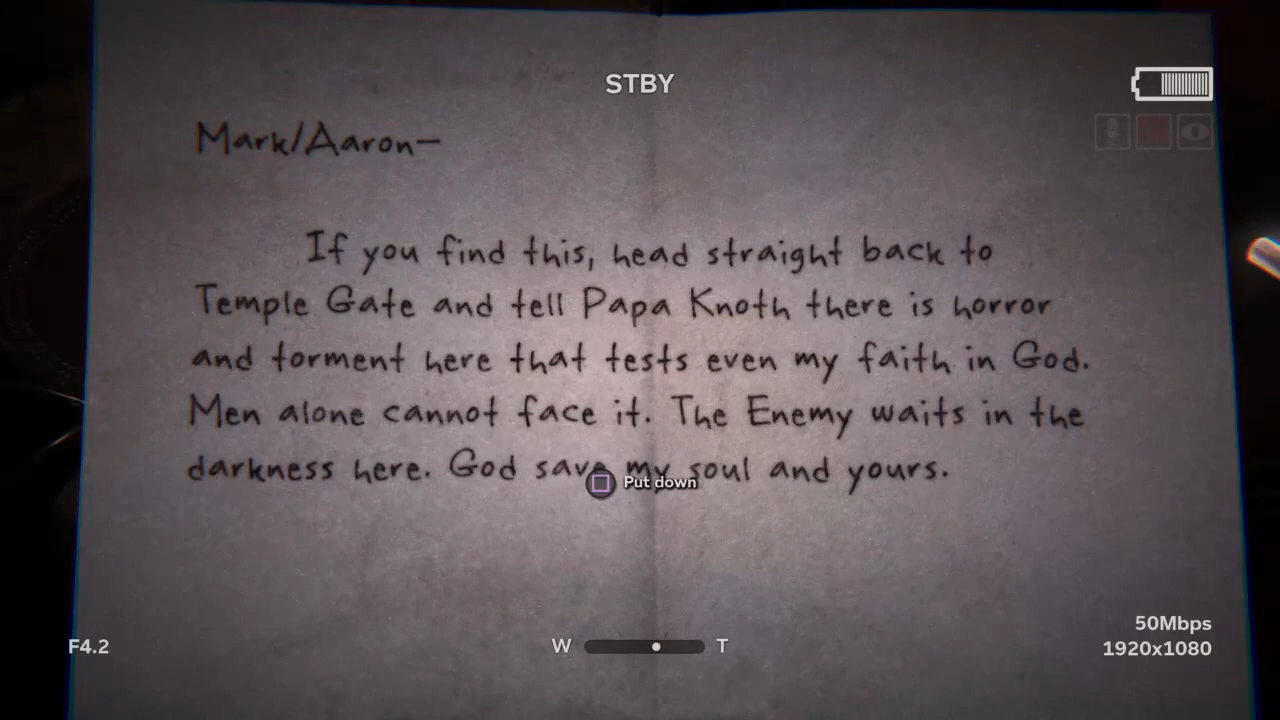 STBY
Mark/Aaron—
If you find this, head straight back to
Temple Gate and tell Papa Knoth there is horror
and torment here that tests even my faith in God.
Men alone cannot face it. The Enemy waits in the
darkness here. God save my soul and yours.
Put down
50Mbps
F4.2
W
T
1920x1080